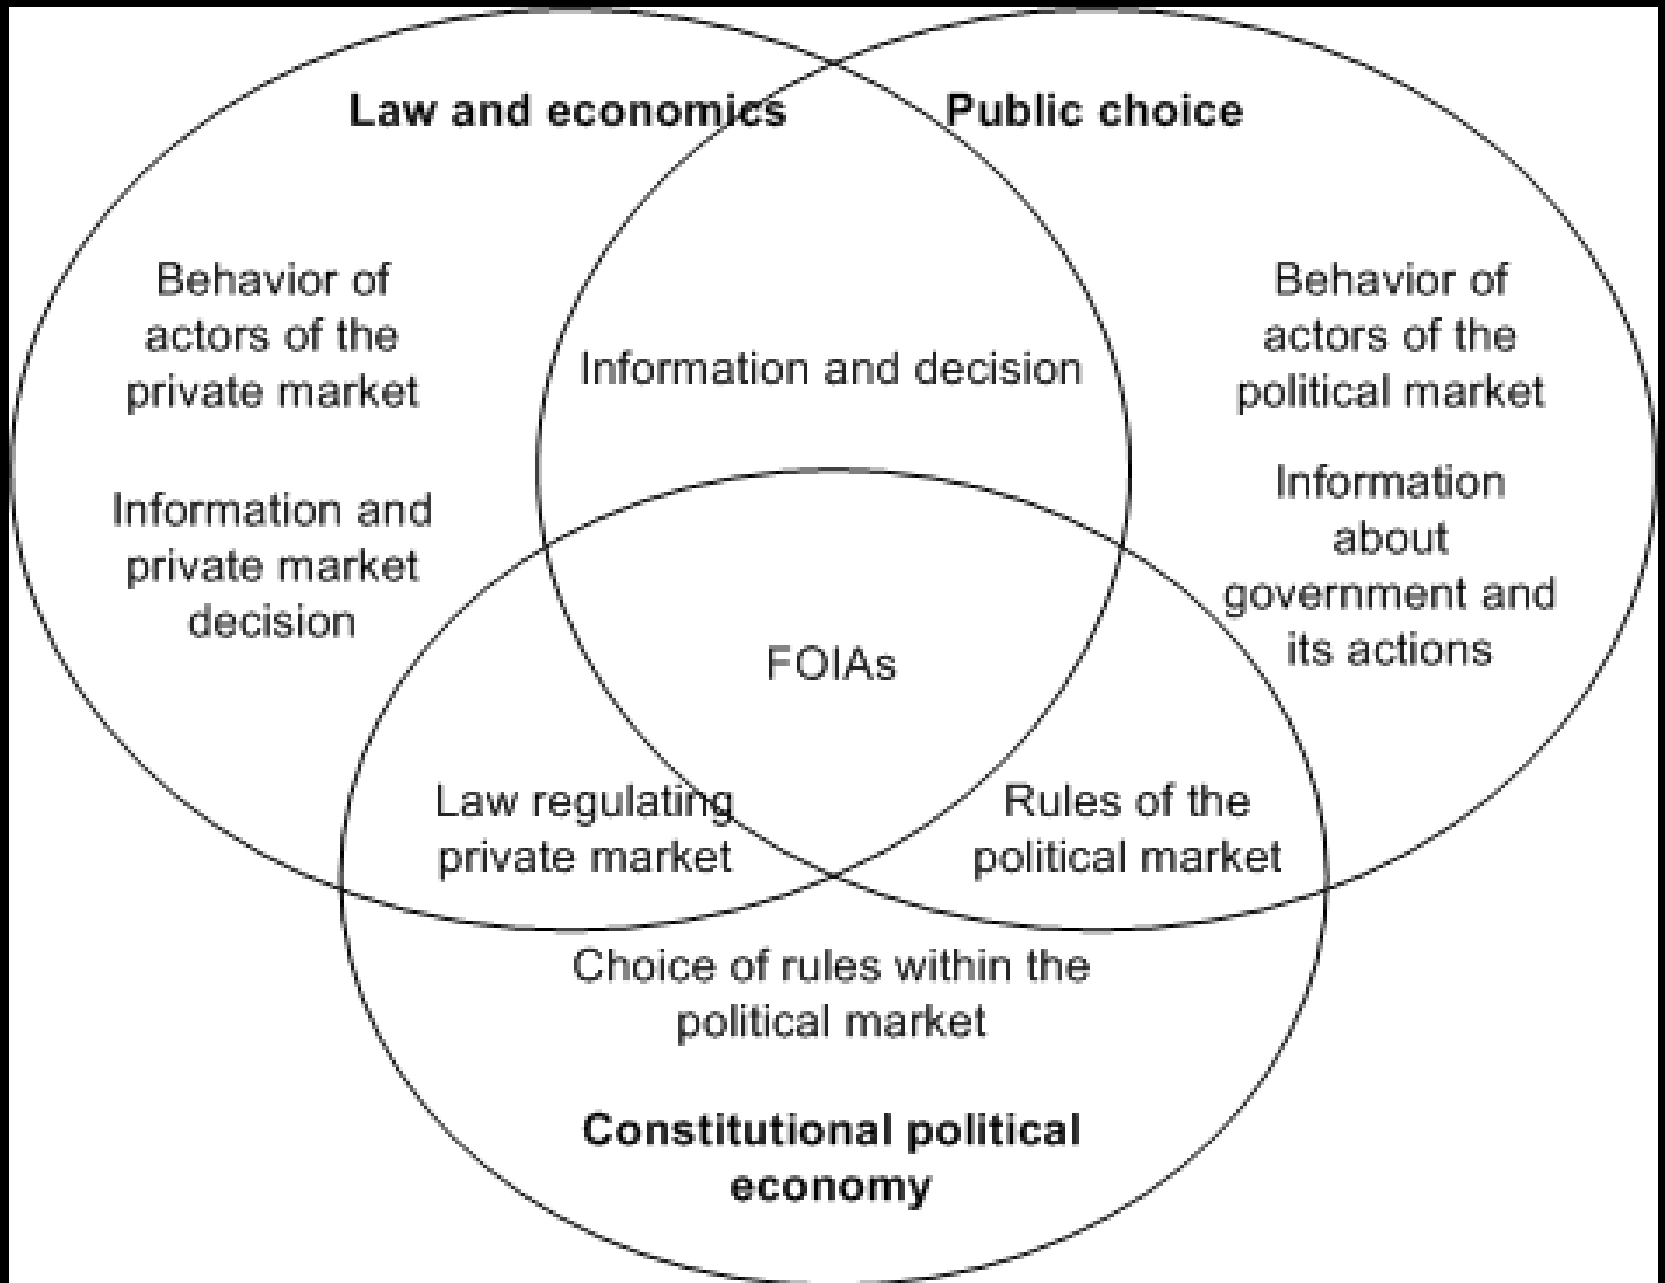 Law and economics
Public choice
Behavior of
actors of the
private market
Information and decision
Behavior of
actors of the
political market
Information and
private market
decision
Information
about
government and
its actions
FOIAs
Law regulating
private market
Rules of the
political market
Choice of rules within the
political market
Constitutional political
economy